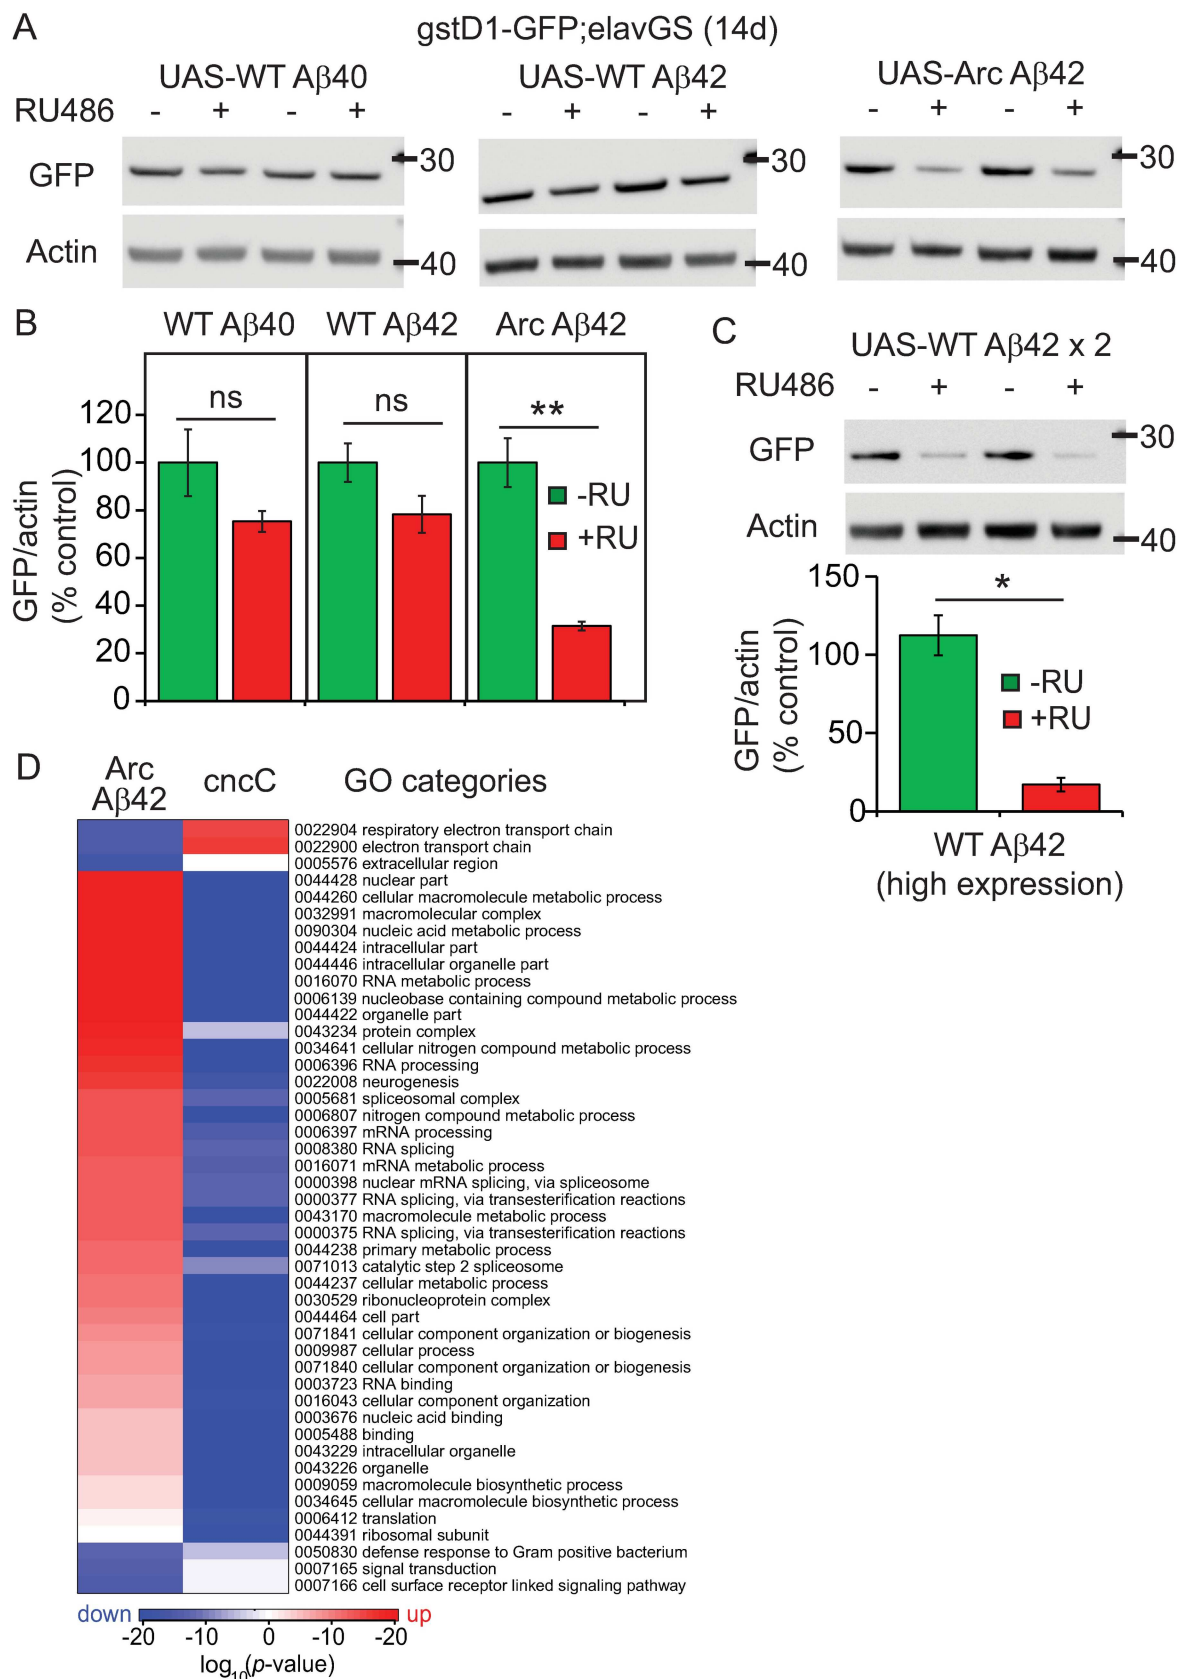 A
gstD1-GFP;elavGS (14d)
UAS-WT Aβ40
UAS-WT Aβ42
UAS-Arc Aβ42
RU486 - + - +
- + - +
- + - +
GFP
30
30
30
Actin
40
40
40
B
WT Aβ40
WT Aβ42
Arc Aβ42
GFP/actin
(% control)
120
100
80
60
40
20
0
ns
ns
**
-RU
+RU
C
UAS-WT Aβ42 x 2
RU486 - + - +
GFP
30
Actin
40
GFP/actin
(% control)
150
100
50
0
*
-RU
+RU
WT Aβ42
(high expression)
D
Arc
Aβ42
cncC
GO categories
0022904 respiratory electron transport chain
0022900 electron transport chain
0005576 extracellular region
0044428 nuclear part
0044260 cellular macromolecule metabolic process
0032991 macromolecular complex
0090304 nucleic acid metabolic process
0044424 intracellular part
0044446 intracellular organelle part
0016070 RNA metabolic process
0006139 nucleobase containing compound metabolic process
0044422 organelle part
0043234 protein complex
0034641 cellular nitrogen compound metabolic process
0006396 RNA processing
0022008 neurogenesis
0005681 spliceosomal complex
0006807 nitrogen compound metabolic process
0006397 mRNA processing
0008380 RNA splicing
0016071 mRNA metabolic process
0000398 nuclear mRNA splicing, via spliceosome
0000377 RNA splicing, via transesterification reactions
0043170 macromolecule metabolic process
0000375 RNA splicing, via transesterification reactions
0044238 primary metabolic process
0071013 catalytic step 2 spliceosome
0044237 cellular metabolic process
0030529 ribonucleoprotein complex
0044464 cell part
0071841 cellular component organization or biogenesis
0009987 cellular process
0071840 cellular component organization or biogenesis
0003723 RNA binding
0016043 cellular component organization
0003676 nucleic acid binding
0005488 binding
0043229 intracellular organelle
0043226 organelle
0009059 macromolecule biosynthetic process
0034645 cellular macromolecule biosynthetic process
0006412 translation
0044391 ribosomal subunit
0050830 defense response to Gram positive bacterium
0007165 signal transduction
0007166 cell surface receptor linked signaling pathway
down
up
-20 -10 0 -10 -20
log10(p-value)